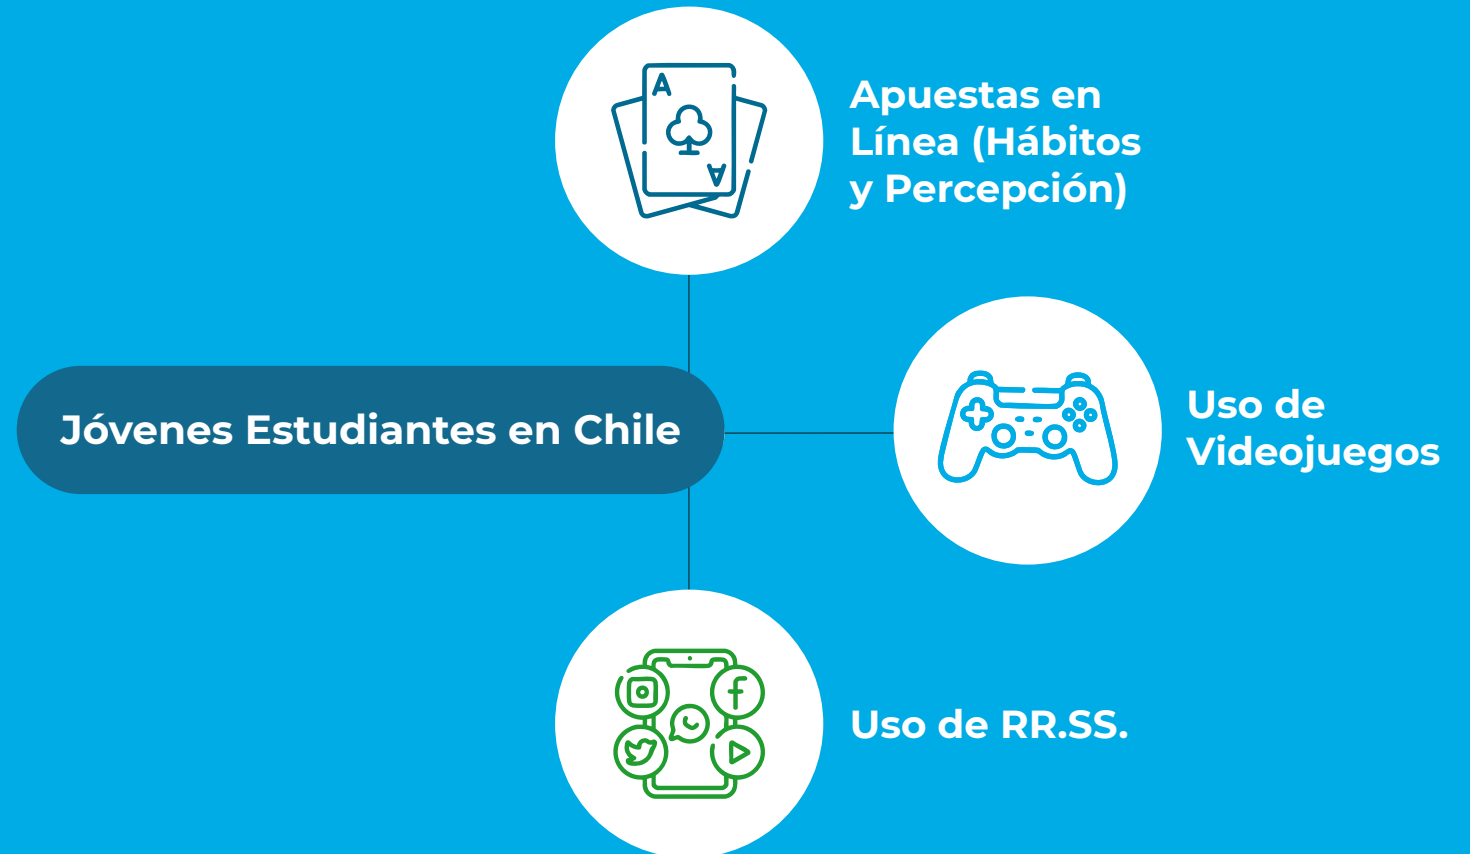 A
A
Apuestas en
Línea (Hábitos
y Percepción)
Jóvenes Estudiantes en Chile
Uso de
Videojuegos
Uso de RR.SS.